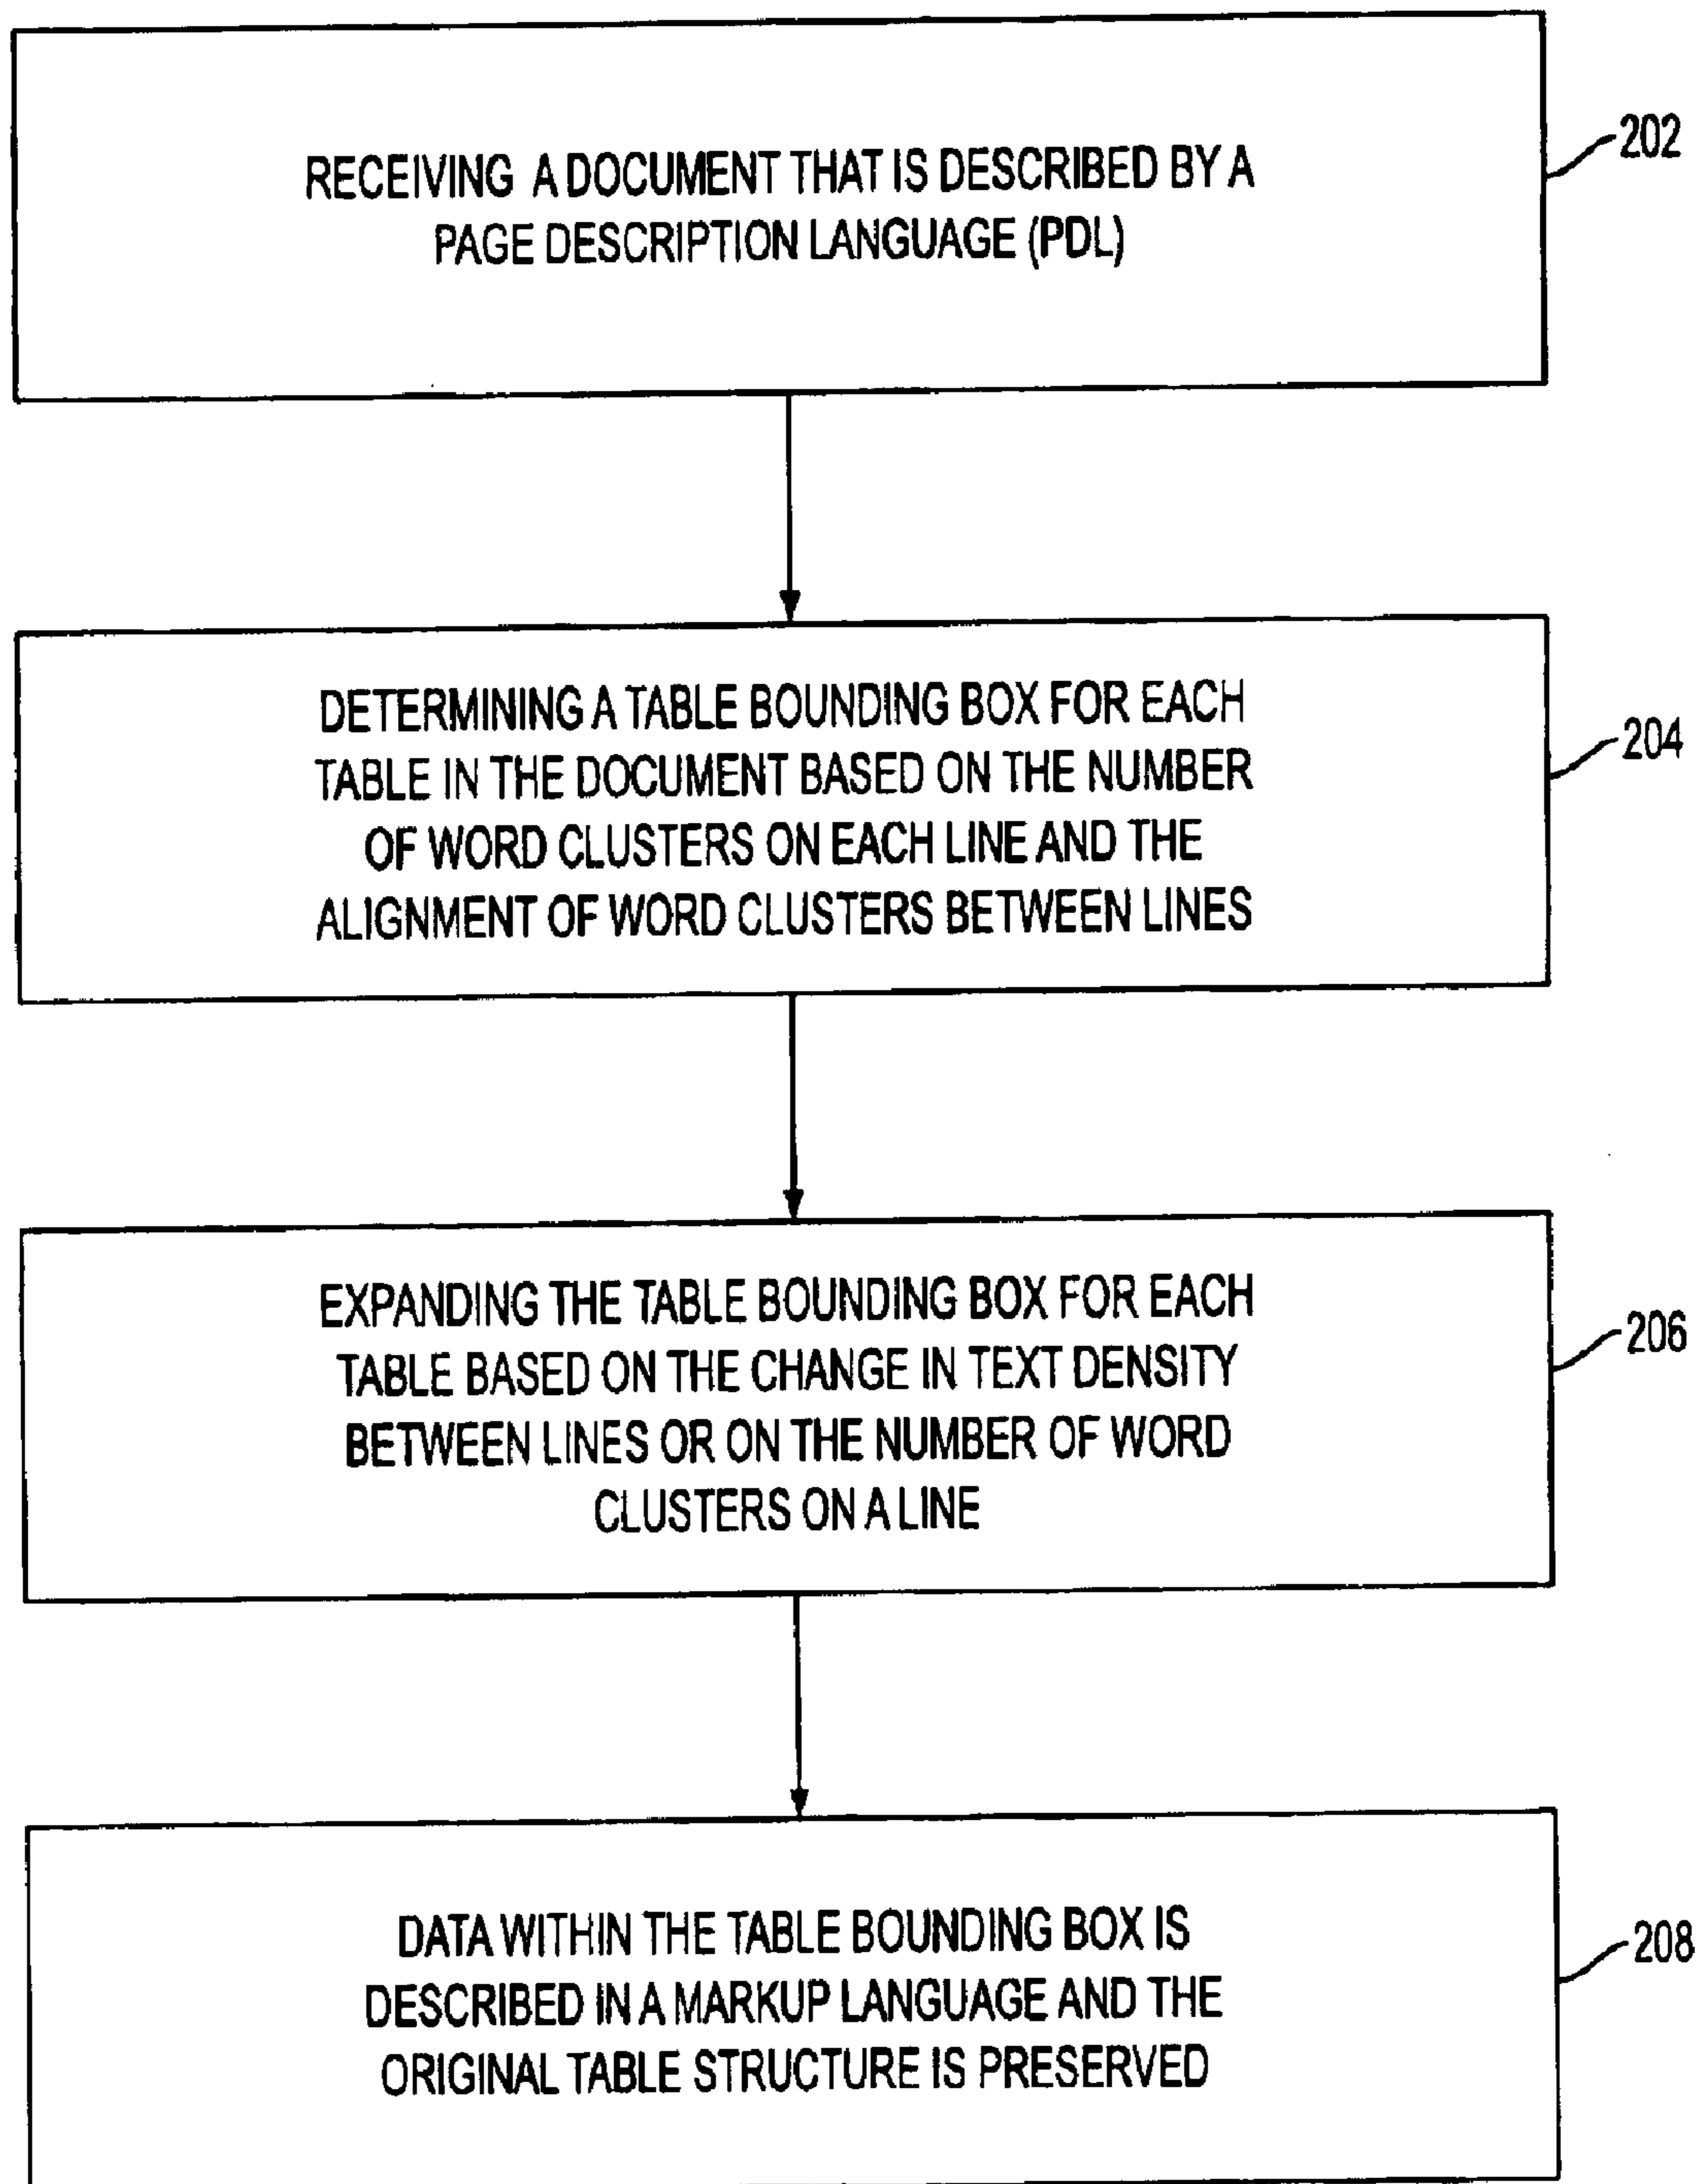 RECEIVING A DOCUMENT THAT IS DESCRIBED BY A
PAGE DESCRIPTION LANGUAGE (PDL)
202
DETERMINING A TABLE BOUNDING BOX FOR EACH
TABLE IN THE DOCUMENT BASED ON THE NUMBER
OF WORD CLUSTERS ON EACH LINE AND THE
ALIGNMENT OF WORD CLUSTERS BETWEEN LINES
204
EXPANDING THE TABLE BOUNDING BOX FOR EACH
TABLE BASED ON THE CHANGE IN TEXT DENSITY
BETWEEN LINES OR ON THE NUMBER OF WORD
CLUSTERS ON A LINE
206
DATA WITHIN THE TABLE BOUNDING BOX IS
DESCRIBED IN A MARKUP LANGUAGE AND THE
ORIGINAL TABLE STRUCTURE IS PRESERVED
208